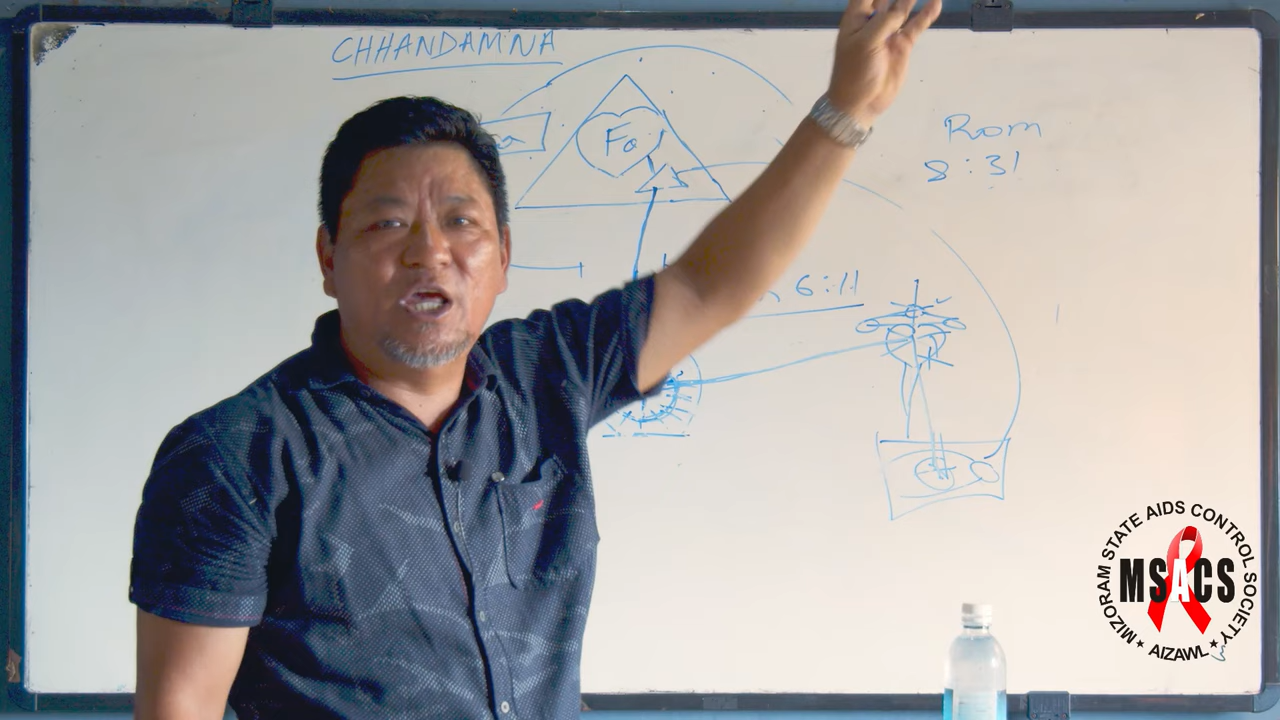 CHHANDAMNA
Fa
Rom
8:31
6:11
MIZORAM STATE AIDS CONTROL SOCIETY
MSACS
★ AIZAWL ★